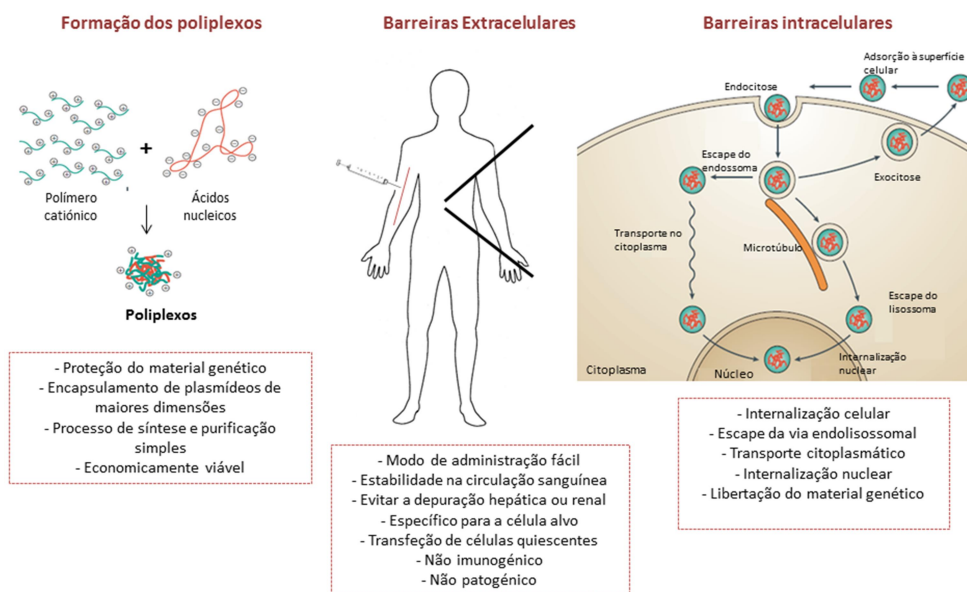 Formação dos poliplexos
Polímero
catiónico
+
Ácidos
nucleicos
Poliplexos
- Proteção do material genético
- Encapsulamento de plasmídeos de
maiores dimensões
- Processo de síntese e purificação
simples
- Economicamente viável
Barreiras Extracelulares
- Modo de administração fácil
- Estabilidade na circulação sanguínea
- Evitar a depuração hepática ou renal
- Específico para a célula alvo
- Transfeção de células quiescentes
- Não imunogénico
- Não patogénico
Barreiras intracelulares
Adsorção à superfície
celular
Endocitose
Escape do
endossoma
Exocitose
Transporte no
citoplasma
Microtúbulo
Escape do
lisossoma
Internalização
nuclear
Citoplasma
Núcleo
- Internalização celular
- Escape da via endolisossomal
- Transporte citoplasmático
- Internalização nuclear
- Libertação do material genético